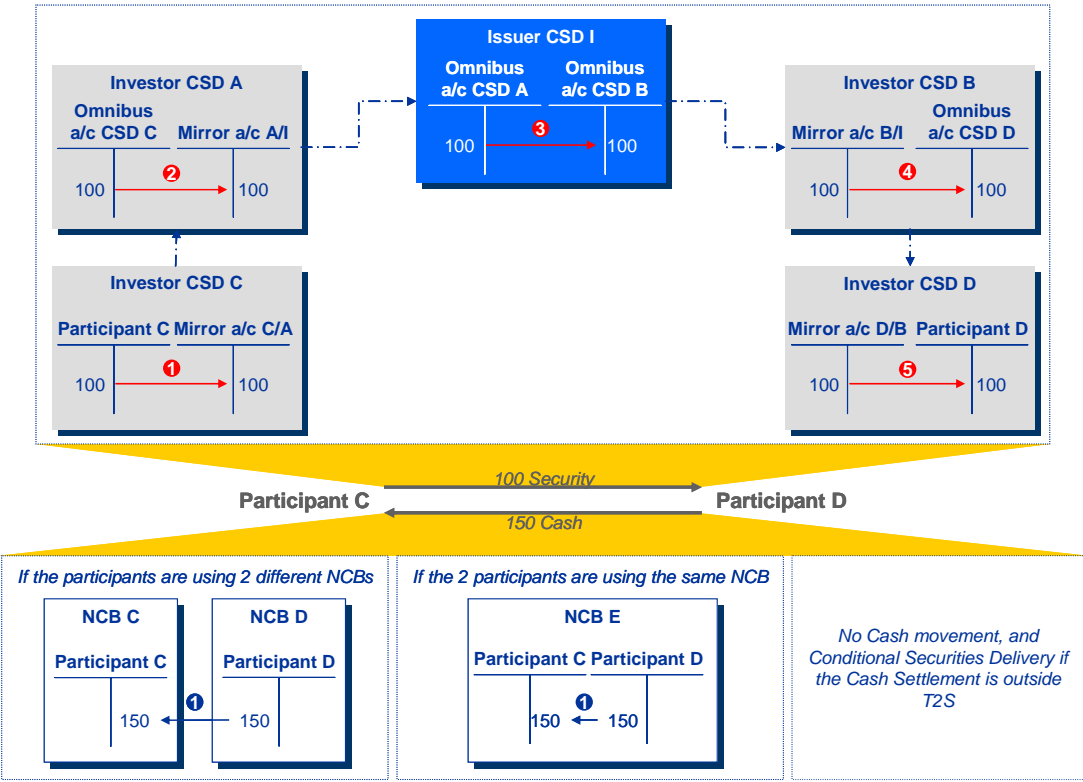 Issuer CSD I
Omnibus a/c CSD A
Omnibus a/c CSD B
100
3
100
Investor CSD A
Omnibus a/c CSD C
Mirror a/c A/I
100
2
100
Investor CSD B
Mirror a/c B/I
Omnibus a/c CSD D
100
4
100
Investor CSD C
Participant C
Mirror a/c C/A
100
1
100
Investor CSD D
Mirror a/c D/B
Participant D
100
5
100
100 Security
Participant C
Participant D
150 Cash
If the participants are using 2 different NCBs
NCB C
Participant C
150
1
NCB D
Participant D
150
If the 2 participants are using the same NCB
NCB E
Participant C
Participant D
150
1
150
No Cash movement, and
Conditional Securities Delivery if
the Cash Settlement is outside
T2S